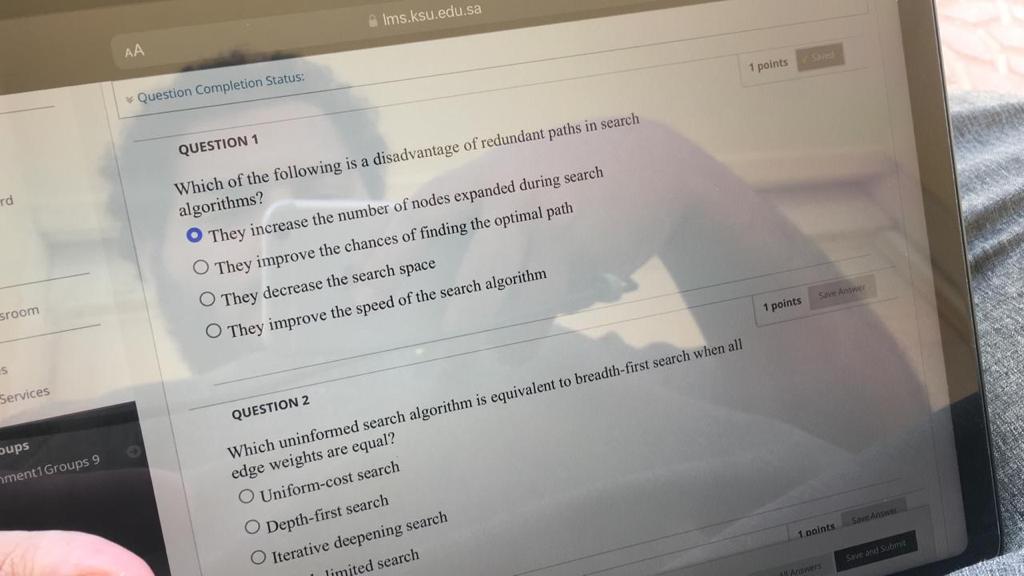 lms.ksu.edu.sa
AA
Question Completion Status:
1 points
Saved
QUESTION 1
Which of the following is a disadvantage of redundant paths in search
algorithms?
They increase the number of nodes expanded during search
They improve the chances of finding the optimal path
They decrease the search space
They improve the speed of the search algorithm
1 points
Save Answer
QUESTION 2
Which uninformed search algorithm is equivalent to breadth-first search when all
edge weights are equal?
Uniform-cost search
Depth-first search
Iterative deepening search
limited search
1 points
Save Answer
Answers
Save and Submit
rd
sroom
s
Services
oups
nment1Groups 9